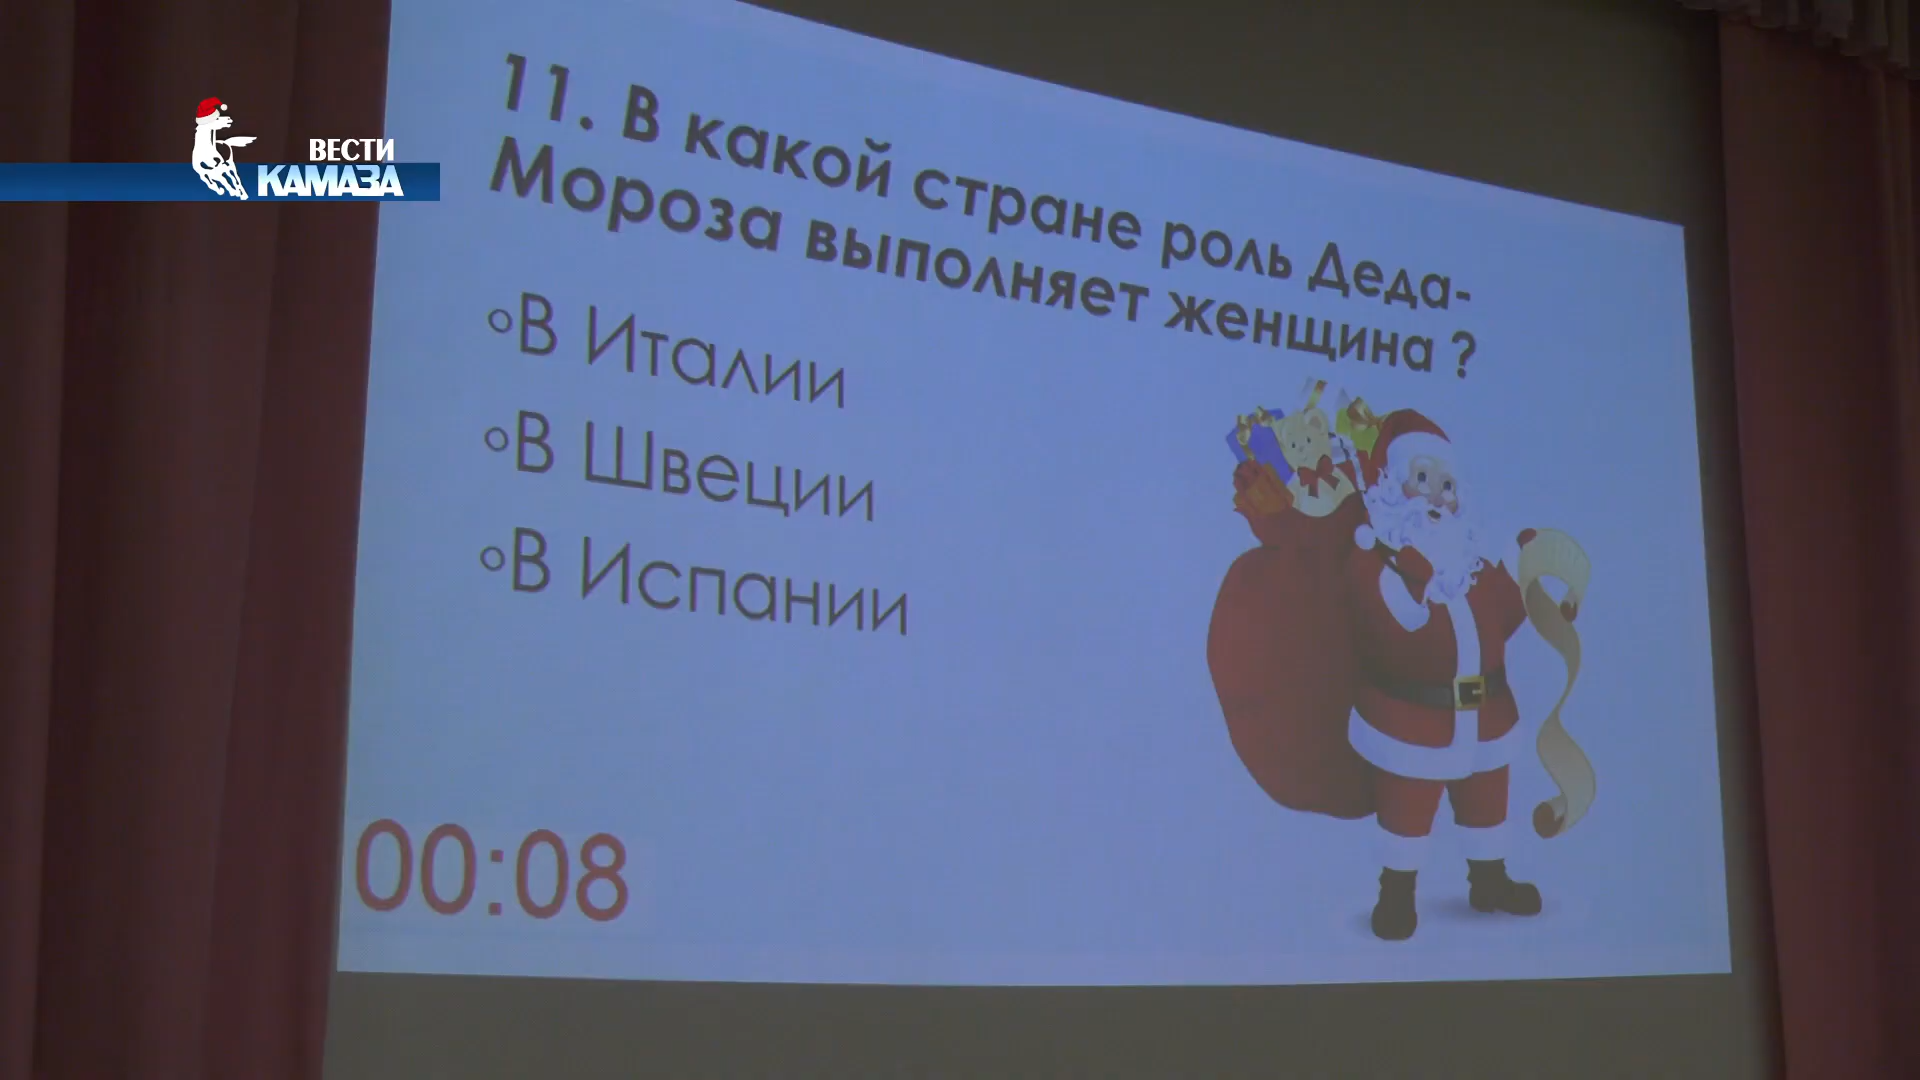 ВЕСТИ
КАМАЗА
11. В какой стране роль Деда-
Мороза выполняет женщина ?
В Италии
В Швеции
В Испании
00:08